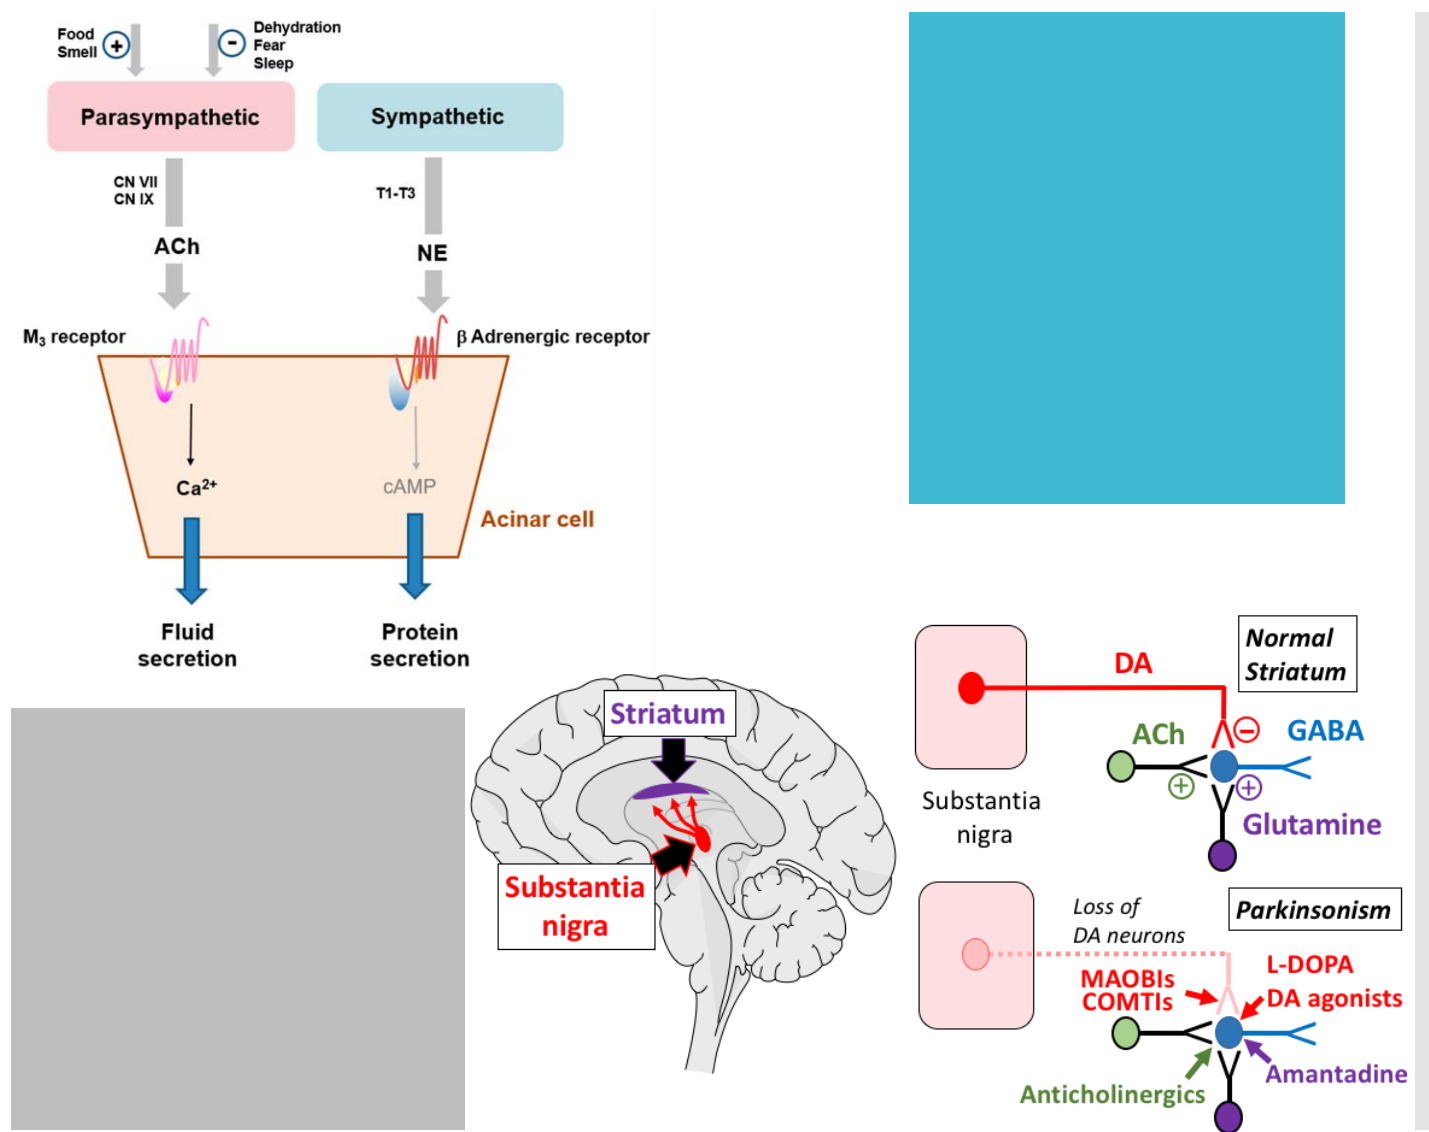 Food
Smell
+
-
Dehydration
Fear
Sleep
Parasympathetic
Sympathetic
CN VII
CN IX
T1-T3
ACh
NE
M₃ receptor
β Adrenergic receptor
Ca²⁺
cAMP
Acinar cell
Fluid
secretion
Protein
secretion
Striatum
Substantia
nigra
Normal
Striatum
DA
-
ACh
GABA
+
+
Glutamine
Substantia
nigra
Parkinsonism
Loss of
DA neurons
MAOBIs
COMTIs
L-DOPA
DA agonists
Anticholinergics
Amantadine